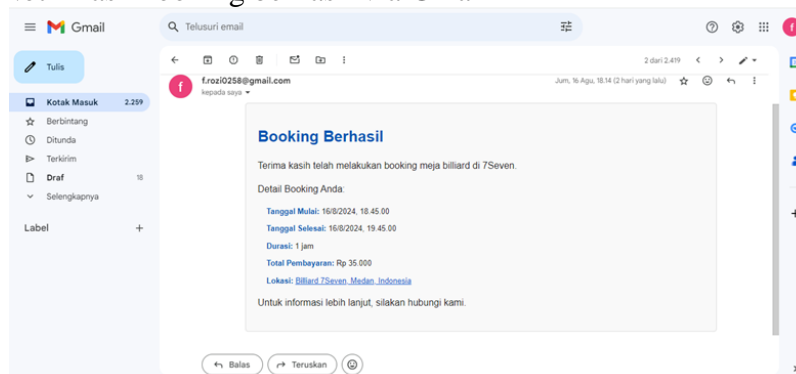 Gmail
Telusuri email
Tulis
2 dari 2.419
f.rozi0258@gmail.com
Jum, 16 Agu, 18.14 (2 hari yang lalu)
kepada saya
f
f
Kotak Masuk 2.259
Berbintang
Ditunda
Terkirim
Draf 18
Selengkapnya
Label
Booking Berhasil
Terima kasih telah melakukan booking meja billiard di 7Seven.
Detail Booking Anda:
Tanggal Mulai: 16/8/2024, 18.45.00
Tanggal Selesai: 16/8/2024, 19.45.00
Durasi: 1 jam
Total Pembayaran: Rp 35.000
Lokasi: Billiard 7Seven, Medan, Indonesia
Untuk informasi lebih lanjut, silakan hubungi kami.
Balas
Teruskan